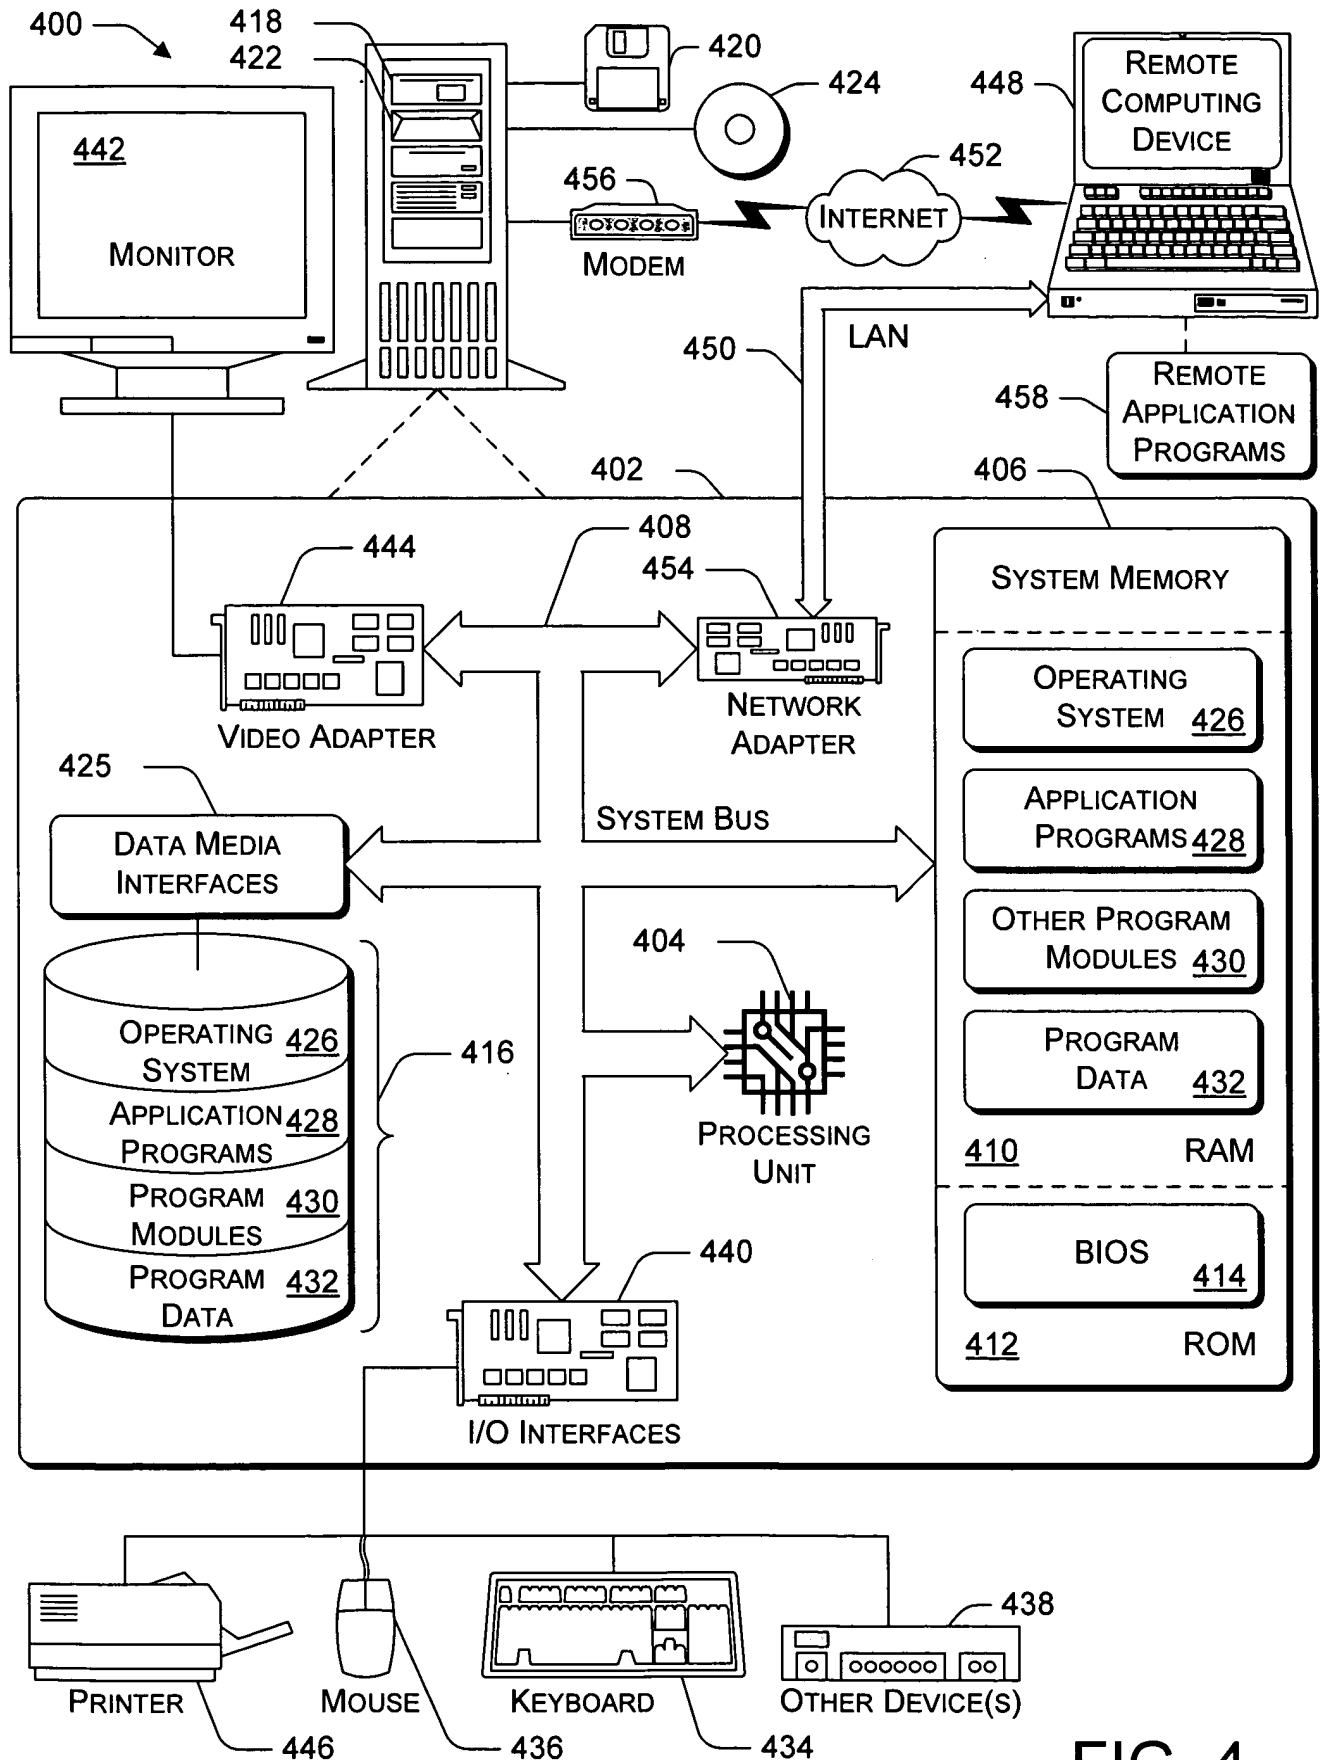 400
418
422
420
424
448
REMOTE
COMPUTING
DEVICE
442
MONITOR
456
MODEM
452
INTERNET
LAN
450
458
REMOTE
APPLICATION
PROGRAMS
402
406
444
408
454
SYSTEM MEMORY
VIDEO ADAPTER
NETWORK
ADAPTER
OPERATING
SYSTEM 426
425
DATA MEDIA
INTERFACES
SYSTEM BUS
APPLICATION
PROGRAMS 428
OTHER PROGRAM
MODULES 430
404
PROCESSING
UNIT
PROGRAM
DATA 432
410 RAM
OPERATING 426
SYSTEM
APPLICATION 428
PROGRAMS
PROGRAM 430
MODULES
PROGRAM 432
DATA
416
440
I/O INTERFACES
BIOS
414
412 ROM
438
PRINTER
MOUSE
KEYBOARD
OTHER DEVICE(S)
446
436
434
FIG. 4